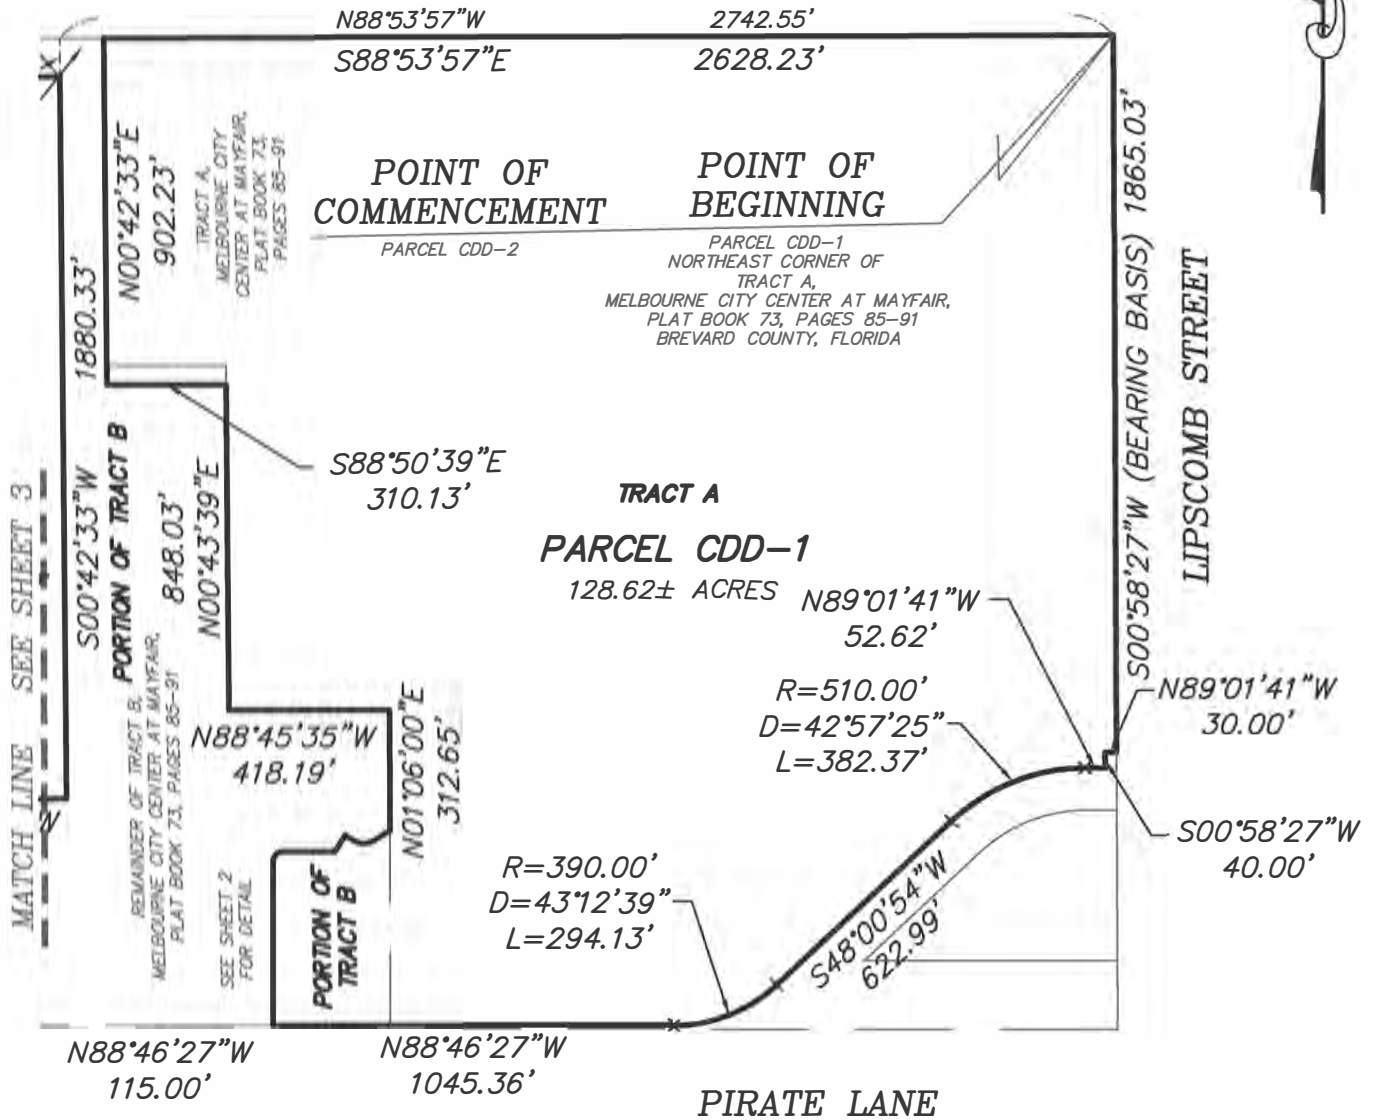 N88°53'57"W 2742.55'
S88°53'57"E 2628.23'
POINT OF
COMMENCEMENT
PARCEL CDD-2
POINT OF
BEGINNING
PARCEL CDD-1
NORTHEAST CORNER OF
TRACT A,
MELBOURNE CITY CENTER AT MAYFAIR,
PLAT BOOK 73, PAGES 85-91
BREVARD COUNTY, FLORIDA
N00°42'33"E
902.23'
TRACT A,
MELBOURNE CITY
CENTER AT MAYFAIR,
PLAT BOOK 73,
PAGES 85-91
S00°42'33"W 1880.33'
S88°50'39"E
310.13'
TRACT A
PARCEL CDD-1
128.62± ACRES
S00°58'27"W (BEARING BASIS) 1865.03'
LIPSCOMB STREET
MATCH LINE SEE SHEET 3
PORTION OF TRACT B
REMAINDER OF TRACT B,
MELBOURNE CITY CENTER AT MAYFAIR,
PLAT BOOK 73, PAGES 85-91
848.03'
N00°43'39"E
N88°45'35"W
418.19'
N01°06'00"E
312.65'
SEE SHEET 2
FOR DETAIL
PORTION OF
TRACT B
N89°01'41"W
52.62'
R=510.00'
D=42°57'25"
L=382.37'
N89°01'41"W
30.00'
S00°58'27"W
40.00'
R=390.00'
D=43°12'39"
L=294.13'
S48°00'54"W
622.99'
N88°46'27"W
115.00'
N88°46'27"W
1045.36'
PIRATE LANE